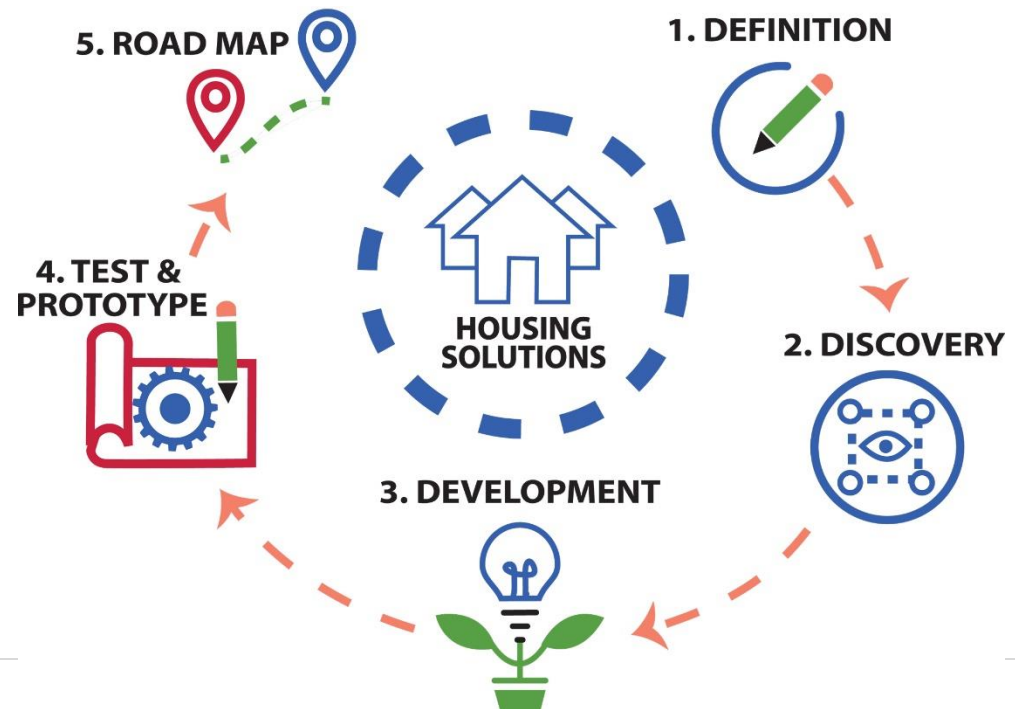 1. DEFINITION
2. DISCOVERY
3. DEVELOPMENT
4. TEST &
PROTOTYPE
5. ROAD MAP
HOUSING
SOLUTIONS